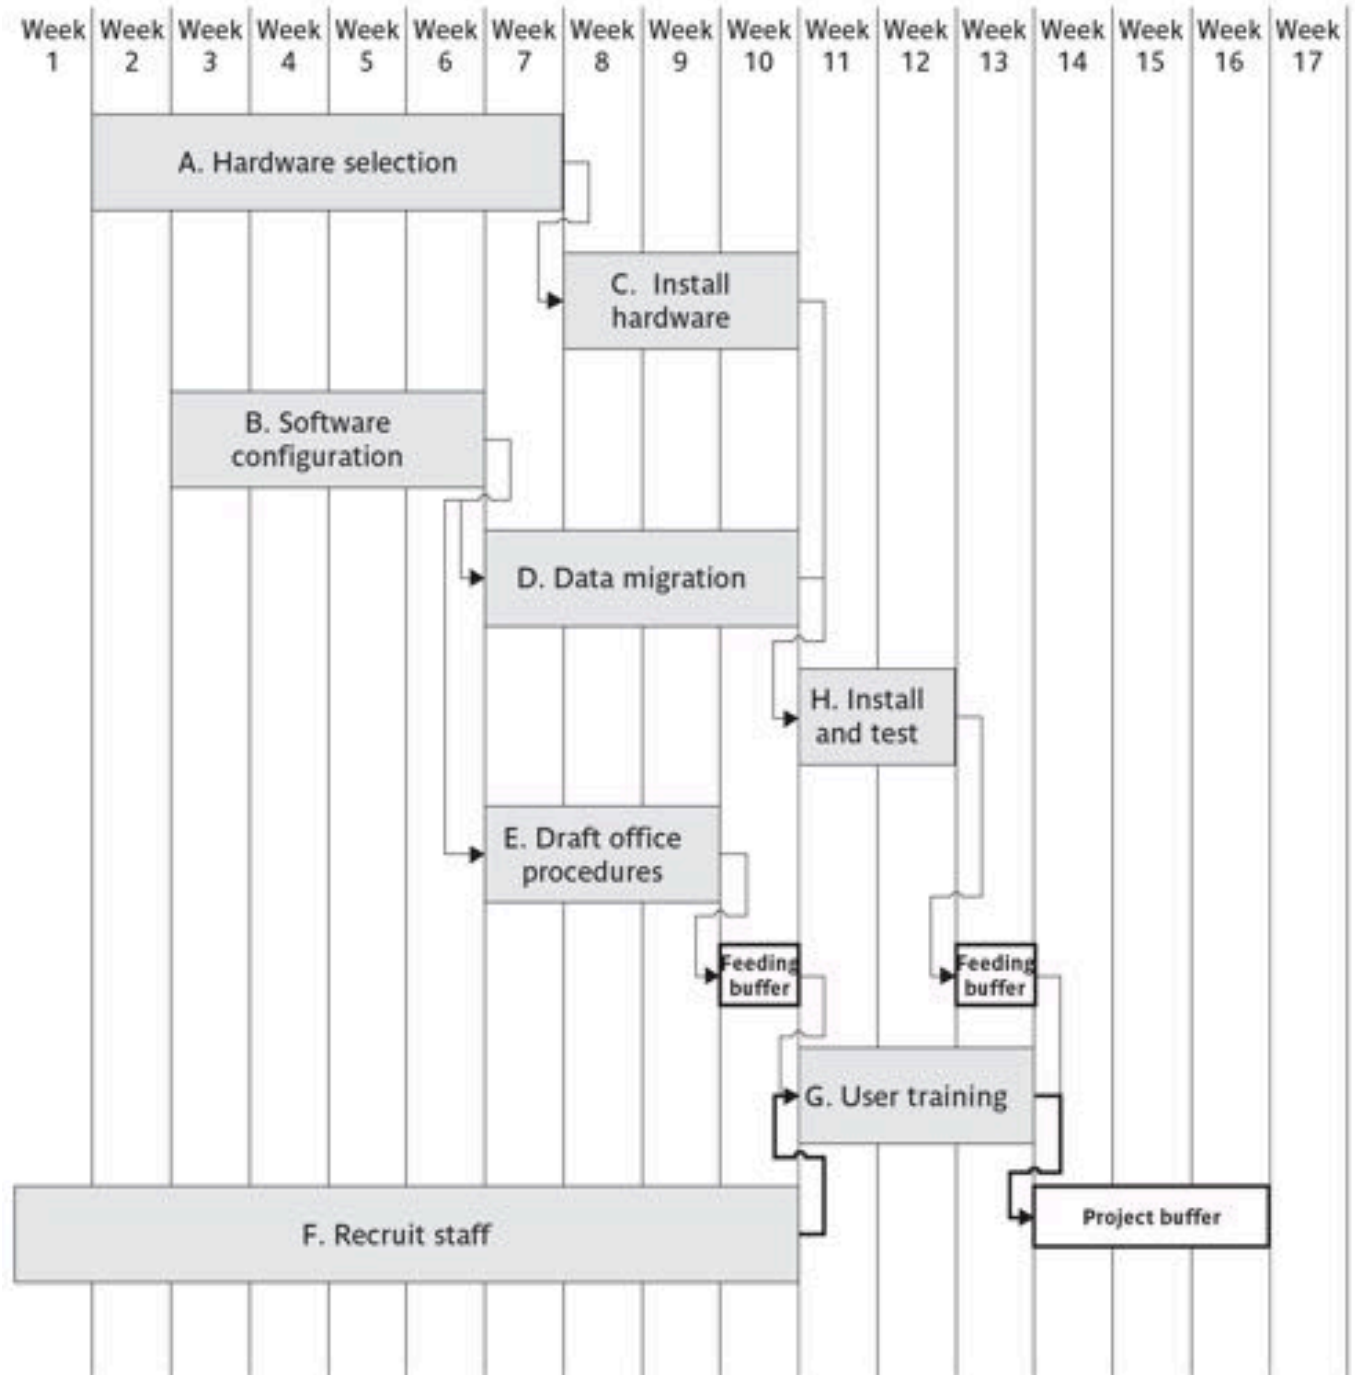 Week Week Week Week Week Week Week Week Week Week Week Week Week Week Week Week Week
1 2 3 4 5 6 7 8 9 10 11 12 13 14 15 16 17
A. Hardware selection
C. Install
hardware
B. Software
configuration
D. Data migration
H. Install
and test
E. Draft office
procedures
Feeding
buffer
Feeding
buffer
G. User training
F. Recruit staff
Project buffer